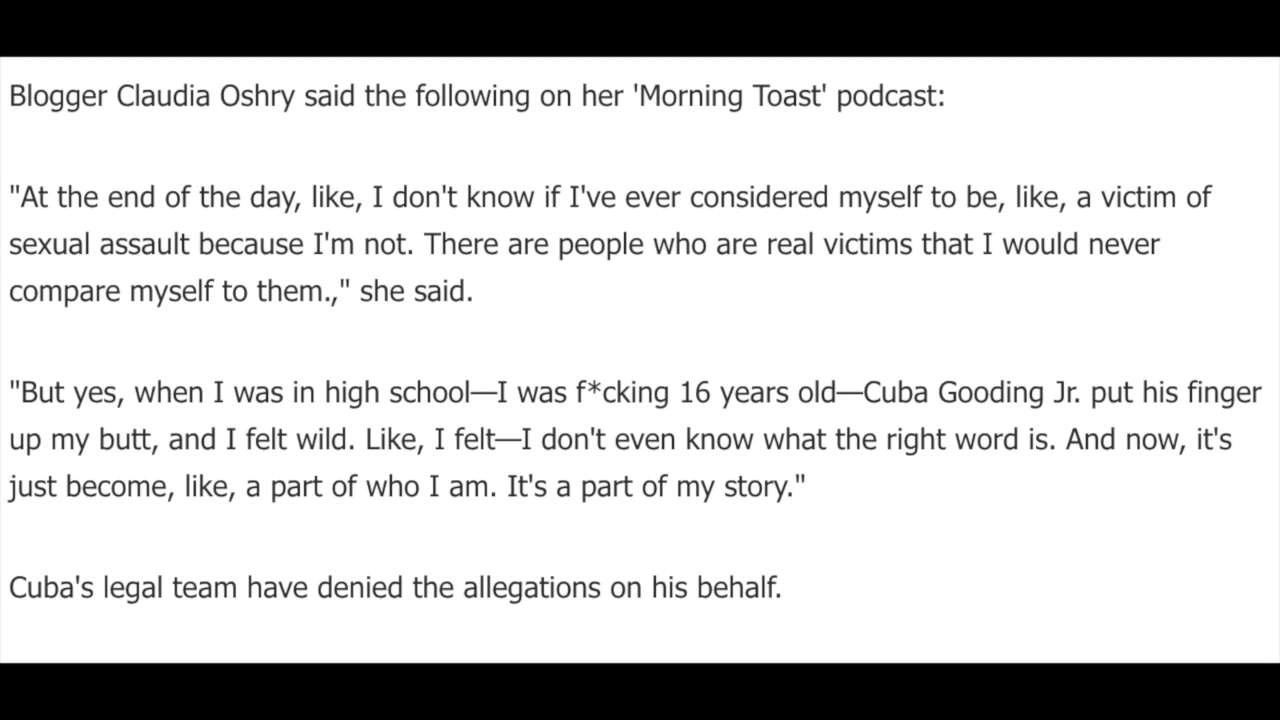 Blogger Claudia Oshry said the following on her 'Morning Toast' podcast:
"At the end of the day, like, I don't know if I've ever considered myself to be, like, a victim of
sexual assault because I'm not. There are people who are real victims that I would never
compare myself to them.," she said.
"But yes, when I was in high school—I was f*cking 16 years old—Cuba Gooding Jr. put his finger
up my butt, and I felt wild. Like, I felt—I don't even know what the right word is. And now, it's
just become, like, a part of who I am. It's a part of my story."
Cuba's legal team have denied the allegations on his behalf.